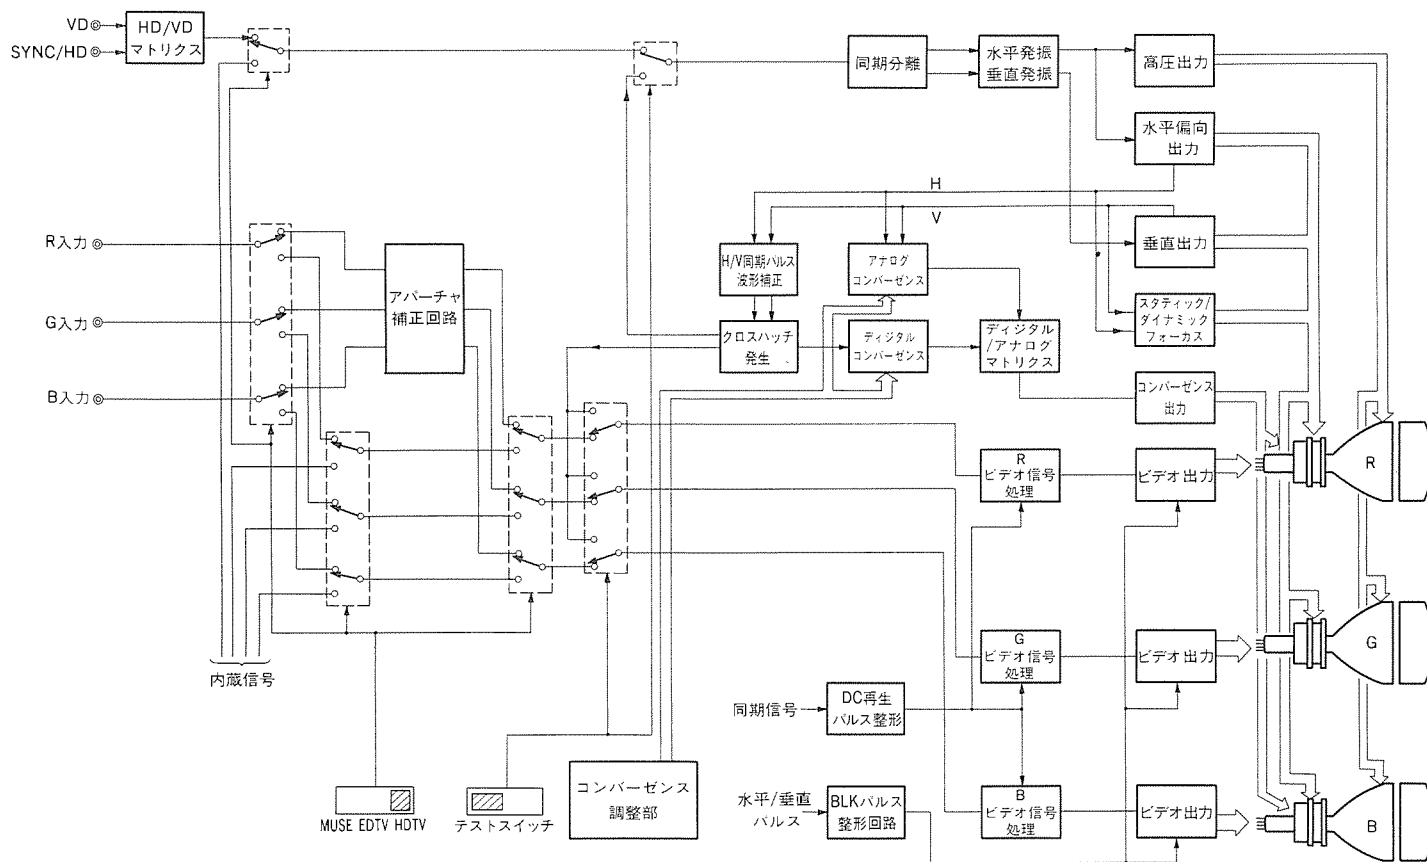 VD
SYNC/HD
HD/VD
マトリクス
同期分離
水平発振
垂直発振
高圧出力
水平偏向
出力
H
V
R入力
G入力
B入力
アパーチャ
補正回路
H/V同期パルス
波形補正
アナログ
コンバーゼンス
垂直出力
クロスハッチ
発生
ディジタル
コンバーゼンス
ディジタル
/アナログ
マトリクス
スタティック/
ダイナミック
フォーカス
コンバーゼンス
出力
R
ビデオ信号
処理
ビデオ出力
R
G
ビデオ信号
処理
ビデオ出力
G
内蔵信号
同期信号
DC再生
パルス整形
MUSE EDTV HDTV
テストスイッチ
コンバーゼンス
調整部
水平/垂直
パルス
BLKパルス
整形回路
B
ビデオ信号
処理
ビデオ出力
B